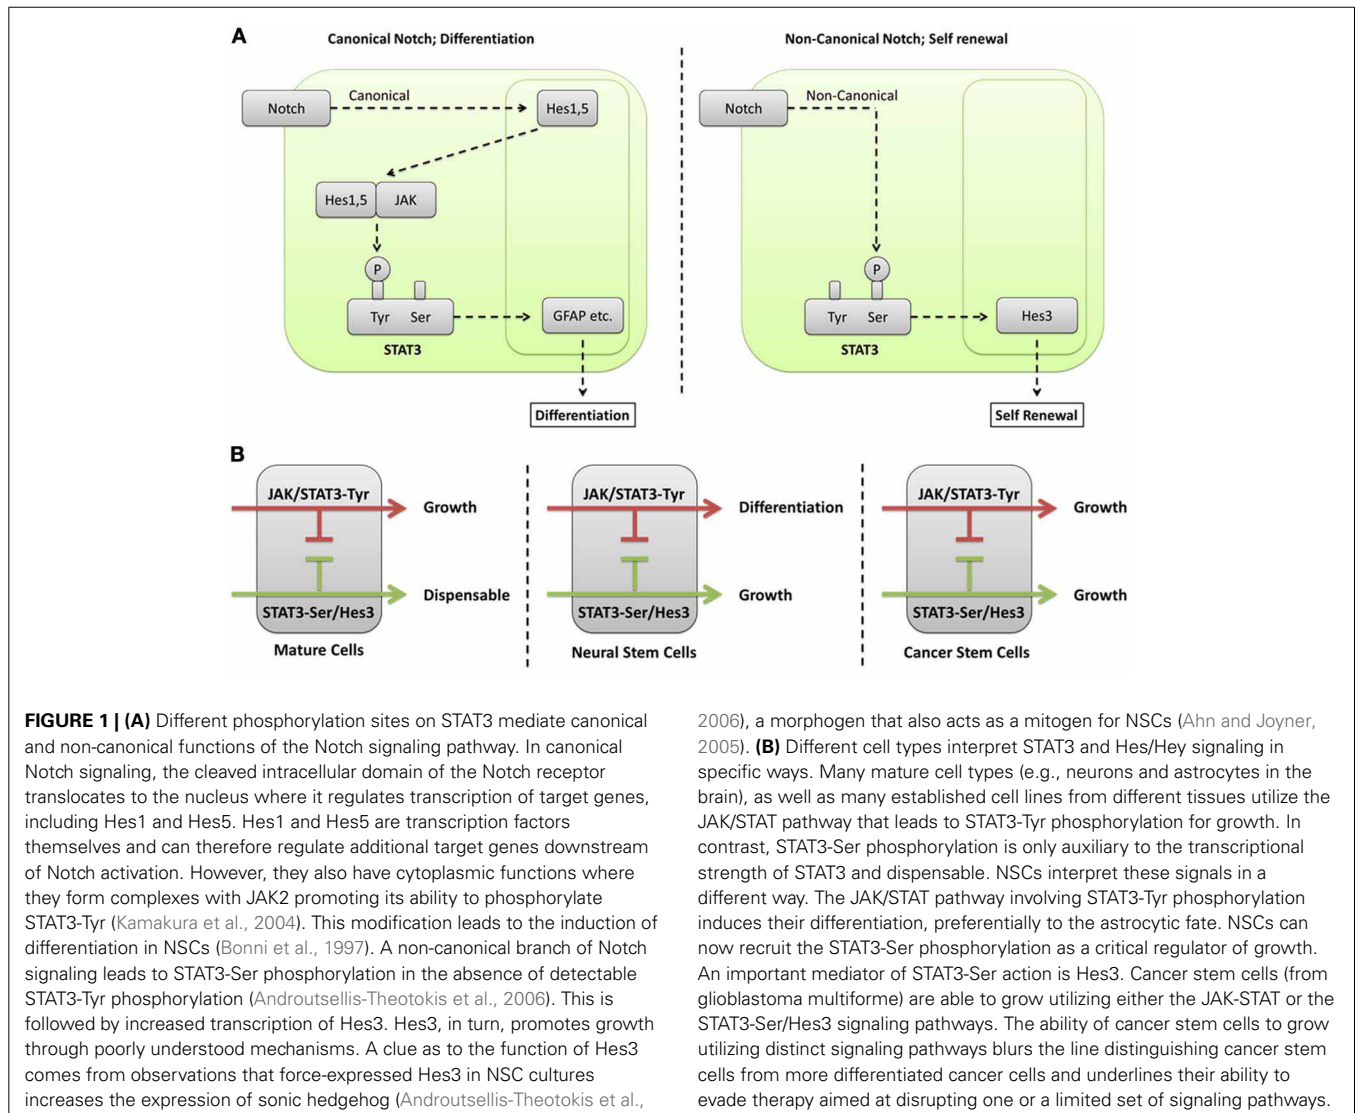 A
Canonical Notch; Differentiation
Non-Canonical Notch; Self renewal
Notch
Canonical
Hes1,5
Hes1,5
JAK
P
Tyr
Ser
STAT3
GFAP etc.
Differentiation
Notch
Non-Canonical
P
Tyr
Ser
STAT3
Hes3
Self Renewal
B
JAK/STAT3-Tyr
Growth
Dispensable
STAT3-Ser/Hes3
Mature Cells
JAK/STAT3-Tyr
Differentiation
Growth
STAT3-Ser/Hes3
Neural Stem Cells
JAK/STAT3-Tyr
Growth
Growth
STAT3-Ser/Hes3
Cancer Stem Cells
FIGURE 1 | (A) Different phosphorylation sites on STAT3 mediate canonical
and non-canonical functions of the Notch signaling pathway. In canonical
Notch signaling, the cleaved intracellular domain of the Notch receptor
translocates to the nucleus where it regulates transcription of target genes,
including Hes1 and Hes5. Hes1 and Hes5 are transcription factors
themselves and can therefore regulate additional target genes downstream
of Notch activation. However, they also have cytoplasmic functions where
they form complexes with JAK2 promoting its ability to phosphorylate
STAT3-Tyr (Kamakura et al., 2004). This modification leads to the induction of
differentiation in NSCs (Bonni et al., 1997). A non-canonical branch of Notch
signaling leads to STAT3-Ser phosphorylation in the absence of detectable
STAT3-Tyr phosphorylation (Androutsellis-Theotokis et al., 2006). This is
followed by increased transcription of Hes3. Hes3, in turn, promotes growth
through poorly understood mechanisms. A clue as to the function of Hes3
comes from observations that force-expressed Hes3 in NSC cultures
increases the expression of sonic hedgehog (Androutsellis-Theotokis et al.,
2006), a morphogen that also acts as a mitogen for NSCs (Ahn and Joyner,
2005). (B) Different cell types interpret STAT3 and Hes/Hey signaling in
specific ways. Many mature cell types (e.g., neurons and astrocytes in the
brain), as well as many established cell lines from different tissues utilize the
JAK/STAT pathway that leads to STAT3-Tyr phosphorylation for growth. In
contrast, STAT3-Ser phosphorylation is only auxiliary to the transcriptional
strength of STAT3 and dispensable. NSCs interpret these signals in a
different way. The JAK/STAT pathway involving STAT3-Tyr phosphorylation
induces their differentiation, preferentially to the astrocytic fate. NSCs can
now recruit the STAT3-Ser phosphorylation as a critical regulator of growth.
An important mediator of STAT3-Ser action is Hes3. Cancer stem cells (from
glioblastoma multiforme) are able to grow utilizing either the JAK-STAT or the
STAT3-Ser/Hes3 signaling pathways. The ability of cancer stem cells to grow
utilizing distinct signaling pathways blurs the line distinguishing cancer stem
cells from more differentiated cancer cells and underlines their ability to
evade therapy aimed at disrupting one or a limited set of signaling pathways.